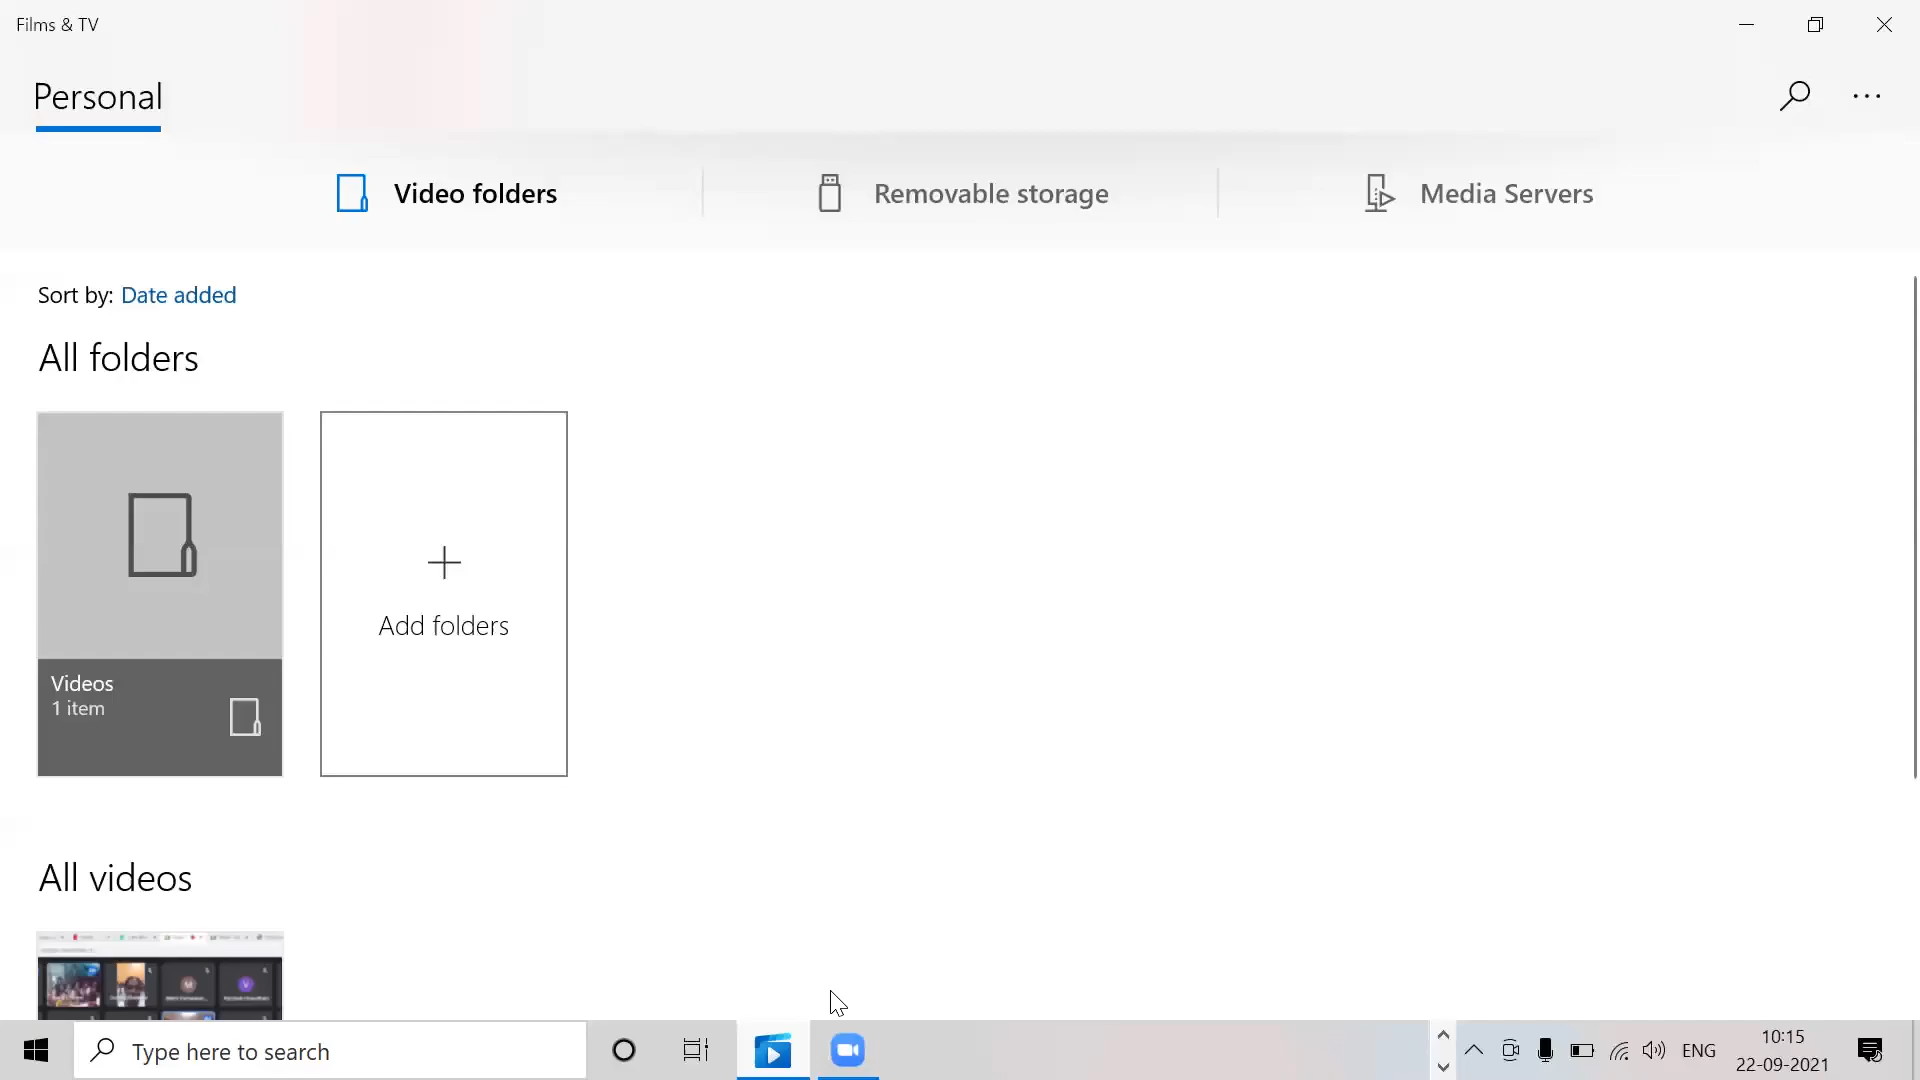 Films & TV
Personal
Video folders
Removable storage
Media Servers
Sort by: Date added
All folders
Videos
1 item
Add folders
All videos
Type here to search
ENG
10:15
22-09-2021